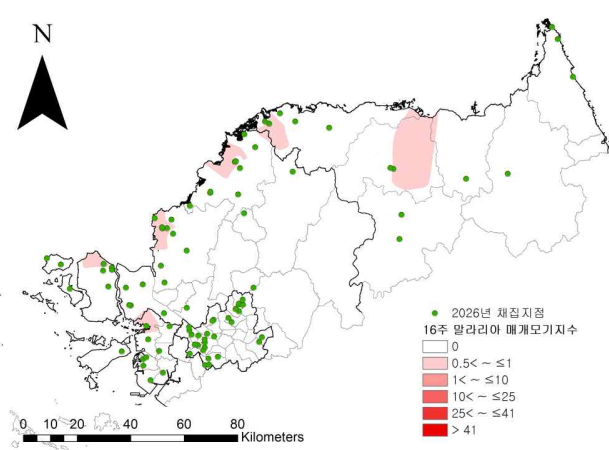 N
2026년 채집지점
16주 말라리아 매개모기지수
0
0.5< ~ ≤1
1< ~ ≤10
10< ~ ≤25
25< ~ ≤41
> 41
0 10 20 40 60 80
Kilometers